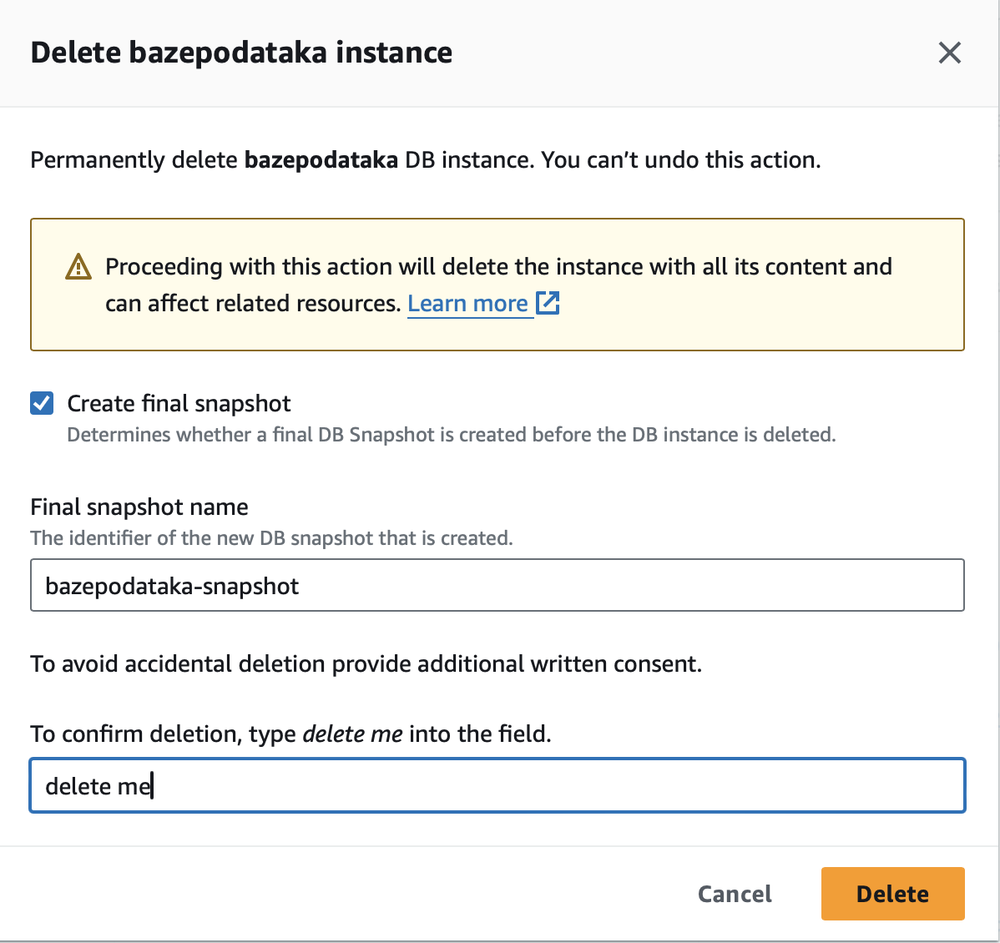 Delete bazepodataka instance
Permanently delete bazepodataka DB instance. You can’t undo this action.
Proceeding with this action will delete the instance with all its content and
can affect related resources. Learn more
Create final snapshot
Determines whether a final DB Snapshot is created before the DB instance is deleted.
Final snapshot name
The identifier of the new DB snapshot that is created.
bazepodataka-snapshot
To avoid accidental deletion provide additional written consent.
To confirm deletion, type delete me into the field.
delete me
Cancel Delete